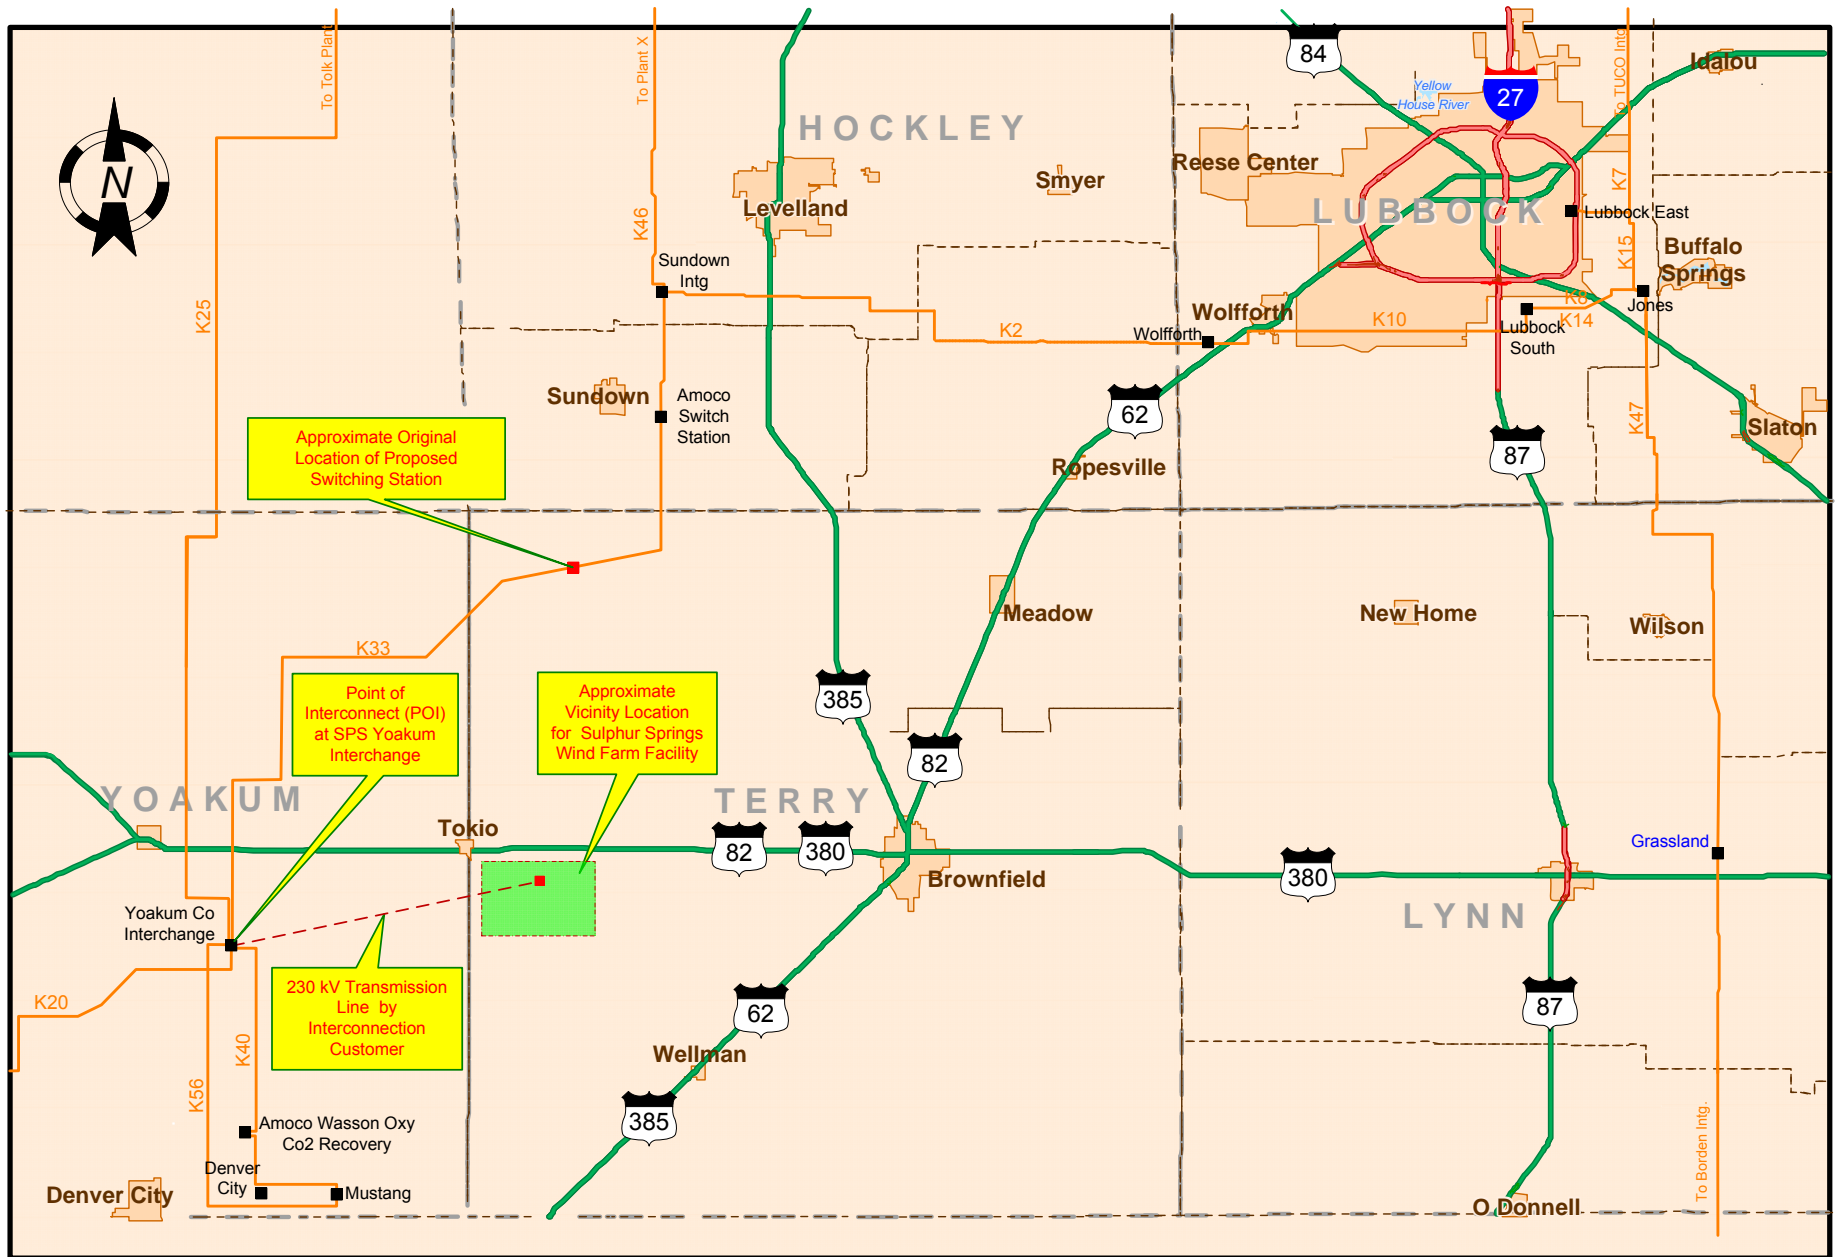 To Tolk Plant
To Plant X
84
Yellow
House River
27
To TUCO Intg
Idalou
HOCKLEY
N
Levelland
Smyer
Reese Center
K7
K46
LUBBOCK
Lubbock East
K15
Buffalo
Springs
Sundown
Intg
K25
K2
Wolfforth
Wolfforth
K10
K8
K14
Jones
Lubbock
South
Sundown
Amoco
Switch
Station
62
K47
Slaton
87
Approximate Original
Location of Proposed
Switching Station
Ropesville
Meadow
New Home
Wilson
K33
Point of
Interconnect (POI)
at SPS Yoakum
Interchange
Approximate
Vicinity Location
for Sulphur Springs
Wind Farm Facility
385
82
YOAKUM
TERRY
Tokio
82
380
Brownfield
380
Grassland
LYNN
Yoakum Co
Interchange
K20
230 kV Transmission
Line by
Interconnection
Customer
62
87
K40
K56
Wellman
385
Amoco Wasson Oxy
Co2 Recovery
Denver
City
Mustang
Denver City
To Borden Intg.
O Donnell